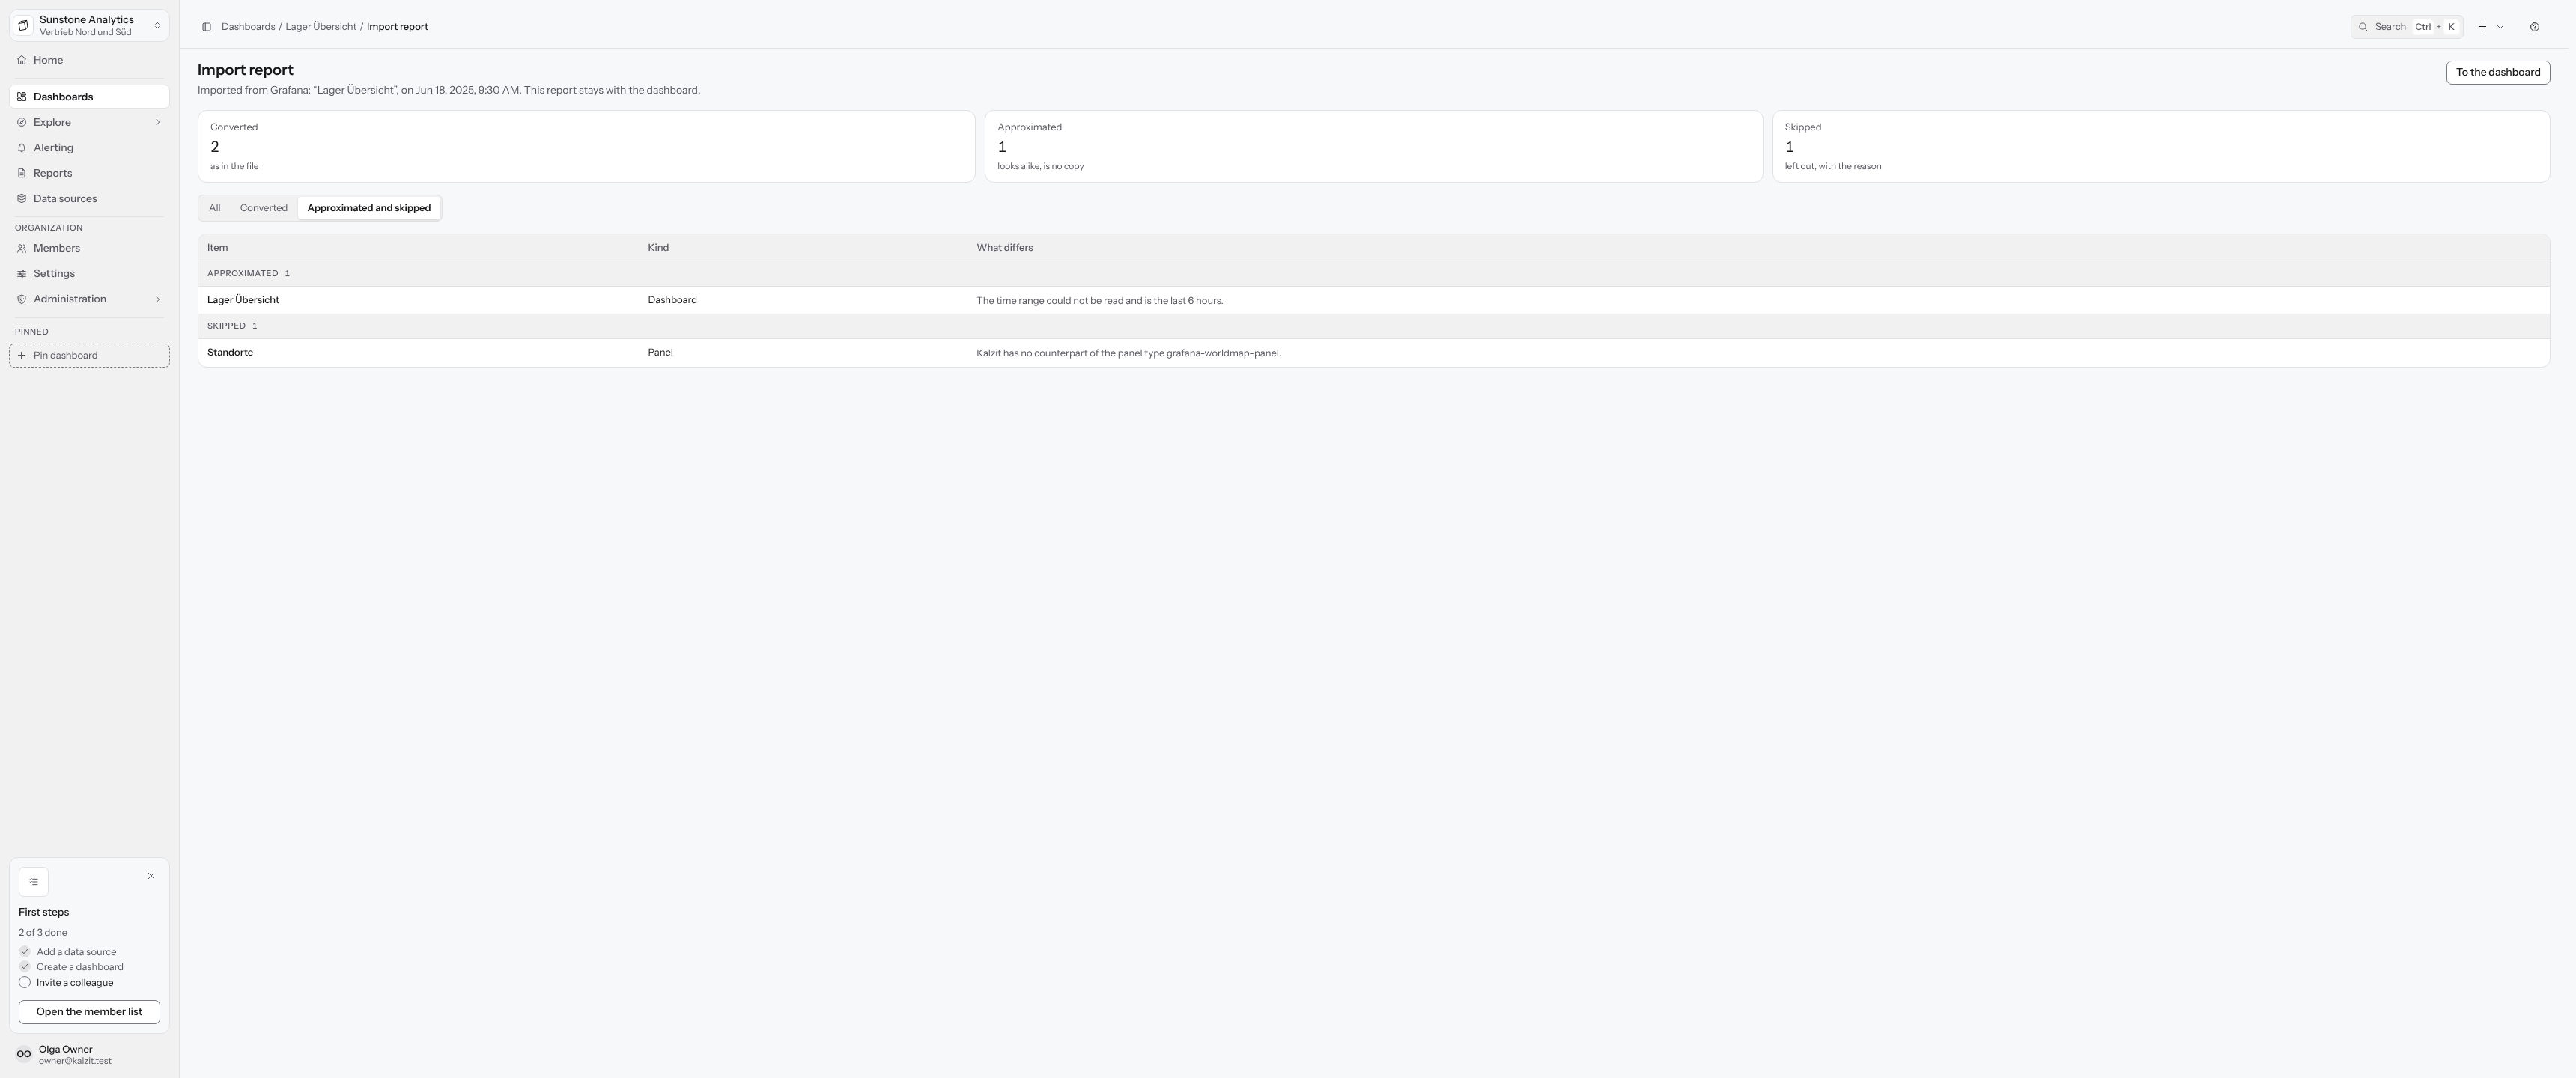 Sunstone Analytics
Vertrieb Nord und Süd
Home
Dashboards
Explore
Alerting
Reports
Data sources
ORGANIZATION
Members
Settings
Administration
PINNED
Pin dashboard
First steps
2 of 3 done
Add a data source
Create a dashboard
Invite a colleague
Open the member list
OO
Olga Owner
owner@kalzit.test
Dashboards / Lager Übersicht / Import report
Search Ctrl + K
Import report
Imported from Grafana: “Lager Übersicht”, on Jun 18, 2025, 9:30 AM. This report stays with the dashboard.
To the dashboard
Converted
2
as in the file
Approximated
1
looks alike, is no copy
Skipped
1
left out, with the reason
All Converted Approximated and skipped
Item Kind What differs
APPROXIMATED 1
Lager Übersicht Dashboard The time range could not be read and is the last 6 hours.
SKIPPED 1
Standorte Panel Kalzit has no counterpart of the panel type grafana-worldmap-panel.